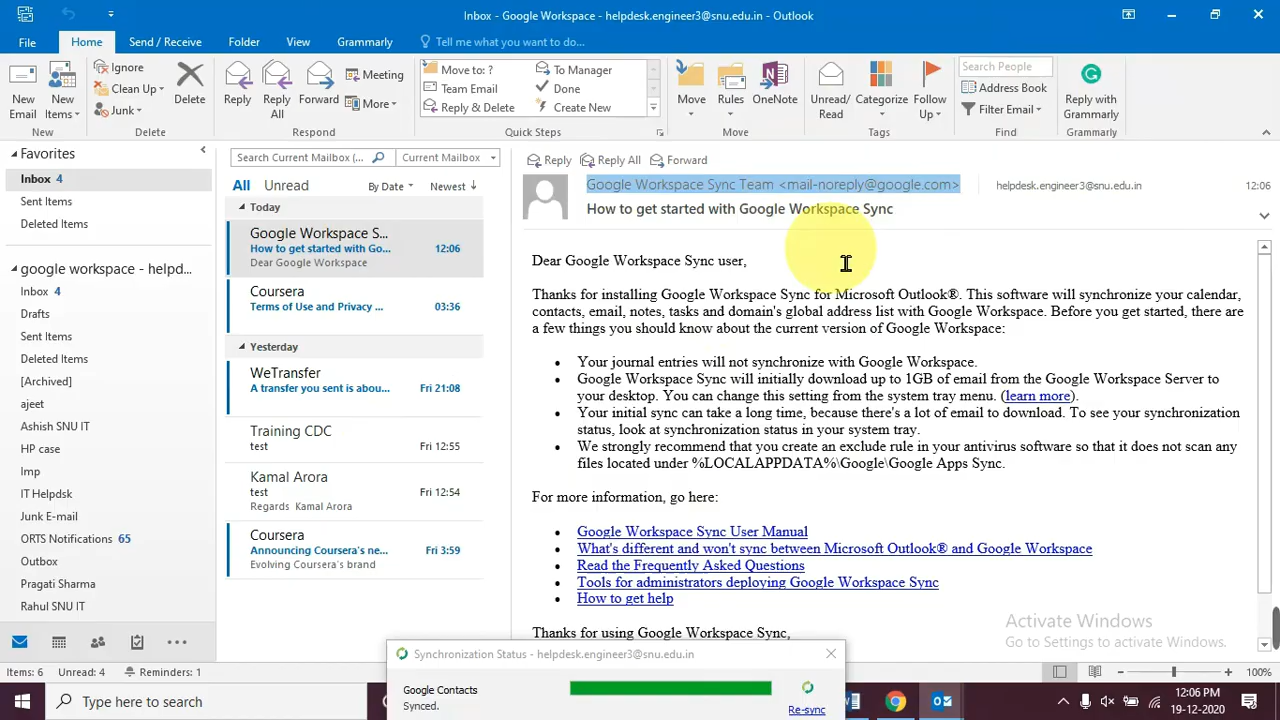 Inbox - Google Workspace - helpdesk.engineer3@snu.edu.in - Outlook
File Home Send / Receive Folder View Grammarly Tell me what you want to do...
New Email
New Items
Ignore
Clean Up
Junk
Delete
Reply
Reply All
Forward
Meeting
More
Move to: ?
Team Email
Reply & Delete
To Manager
Done
Create New
Move
Rules
OneNote
Unread/ Read
Categorize
Follow Up
Search People
Address Book
Filter Email
Reply with Grammarly
New Delete Respond Quick Steps Move Tags Find Grammarly
Favorites
Inbox 4
Sent Items
Deleted Items
google workspace - helpd...
Inbox 4
Drafts
Sent Items
Deleted Items
[Archived]
ajeet
Ashish SNU IT
HP case
Imp
IT Helpdsk
Junk E-mail
ORTS Notifications 65
Outbox
Pragati Sharma
Rahul SNU IT
Search Current Mailbox (... Current Mailbox
All Unread By Date Newest ↓
Today
Google Workspace S...
How to get started with Go... 12:06
Dear Google Workspace
Coursera
Terms of Use and Privacy ... 03:36
Yesterday
WeTransfer
A transfer you sent is abou... Fri 21:08
Training CDC
test Fri 12:55
Kamal Arora
test Fri 12:54
Regards Kamal Arora
Coursera
Announcing Coursera's ne... Fri 3:59
Evolving Coursera's brand
Reply Reply All Forward
Google Workspace Sync Team <mail-noreply@google.com> helpdesk.engineer3@snu.edu.in 12:06
How to get started with Google Workspace Sync
Dear Google Workspace Sync user,
Thanks for installing Google Workspace Sync for Microsoft Outlook®. This software will synchronize your calendar,
contacts, email, notes, tasks and domain's global address list with Google Workspace. Before you get started, there are
a few things you should know about the current version of Google Workspace:
• Your journal entries will not synchronize with Google Workspace.
• Google Workspace Sync will initially download up to 1GB of email from the Google Workspace Server to
your desktop. You can change this setting from the system tray menu. (learn more).
• Your initial sync can take a long time, because there's a lot of email to download. To see your synchronization
status, look at synchronization status in your system tray.
• We strongly recommend that you create an exclude rule in your antivirus software so that it does not scan any
files located under %LOCALAPPDATA%\Google\Google Apps Sync.
For more information, go here:
• Google Workspace Sync User Manual
• What's different and won't sync between Microsoft Outlook® and Google Workspace
• Read the Frequently Asked Questions
• Tools for administrators deploying Google Workspace Sync
• How to get help
Thanks for using Google Workspace Sync,
Activate Windows
Go to Settings to activate Windows.
Synchronization Status - helpdesk.engineer3@snu.edu.in
Google Contacts
Synced.
Re-sync
Items: 6 Unread: 4 Reminders: 1 100%
Type here to search
12:06 PM
19-12-2020